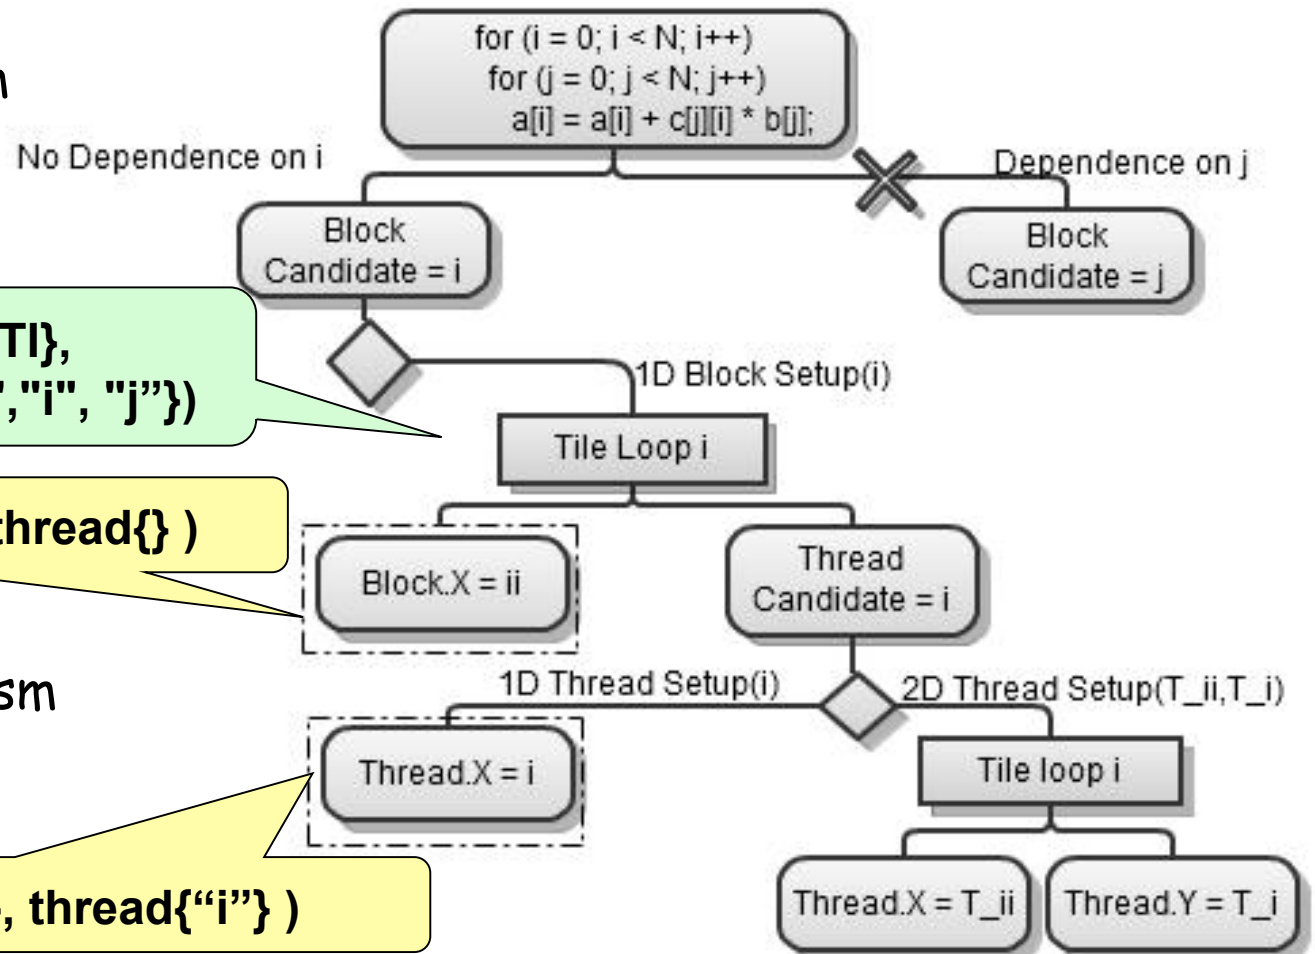 for (i = 0; i < N; i++)
for (j = 0; j < N; j++)
a[i] = a[i] + c[j][i] * b[j];
No Dependence on i
Dependence on j
Block
Candidate = i
Block
Candidate = j
TI},
,"i", "j”})
1D Block Setup(i)
Tile Loop i
thread{} )
Block.X = ii
Thread
Candidate = i
sm
1D Thread Setup(i)
2D Thread Setup(T_ii,T_i)
Thread.X = i
Tile loop i
, thread{“i”} )
Thread.X = T_ii
Thread.Y = T_i